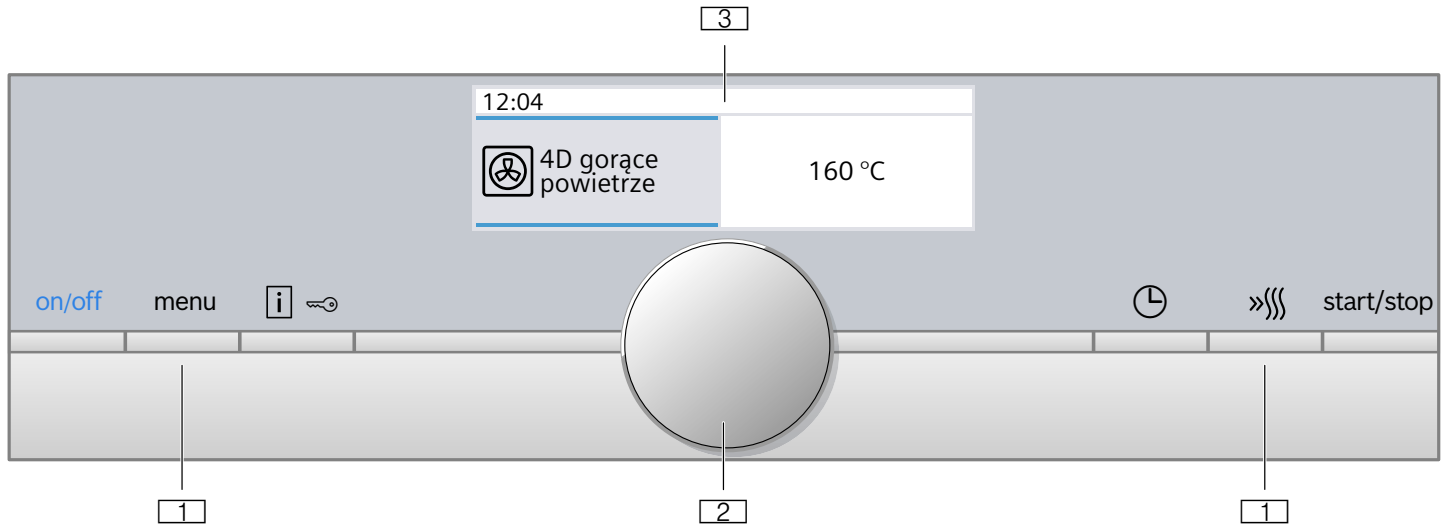 3
12:04
4D gorące
powietrze
160 °C
on/off menu i start/stop
1 2 1